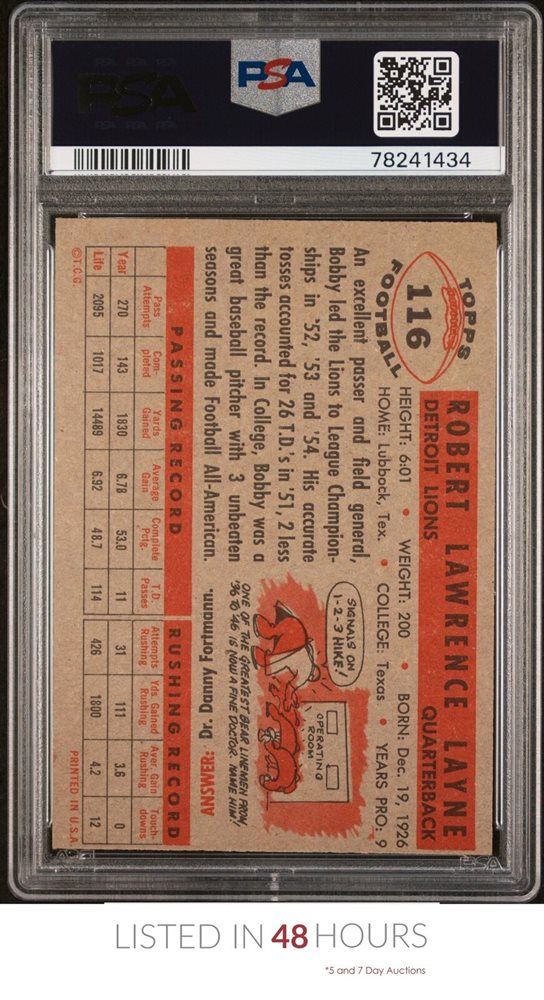 PSA
PSA
78241434
TOPPS
116
FOOTBALL
ROBERT LAWRENCE LAYNE
DETROIT LIONS QUARTERBACK
HEIGHT: 6:01 • WEIGHT: 200 • BORN: Dec. 19, 1926
HOME: Lubbock, Tex. • COLLEGE: Texas • YEARS PRO: 9
An excellent passer and field general,
Bobby led the Lions to League Champion-
ships in '52, '53 and '54. His accurate
tosses accounted for 26 T.D.'s in '51, 2 less
than the record. In College, Bobby was a
great baseball pitcher with 3 unbeaten
seasons and made Football All-American.
SIGNALS ON
1-2-3 HIKE!
OPERATING
ROOM
ONE OF THE GREATEST BEAR LINEMEN FROM
'36 TO '46 IS NOW A FINE DOCTOR. NAME HIM!
ANSWER: Dr. Danny Fortmann.
PASSING RECORD RUSHING RECORD
Pass Attempts Com- pleted Yards Gained Average Gain Complete Pctg. T.D. Passes Attempts Rushing Yds. Gained Rushing Aver. Gain Rushing Touch- downs
Year 270 143 1830 6.78 53.0 11 31 111 3.6 0
Life 2095 1017 14489 6.92 48.7 114 426 1800 4.2 12
©T.C.G. PRINTED IN U.S.A.
PSA
LISTED IN 48 HOURS
*5 and 7 Day Auctions